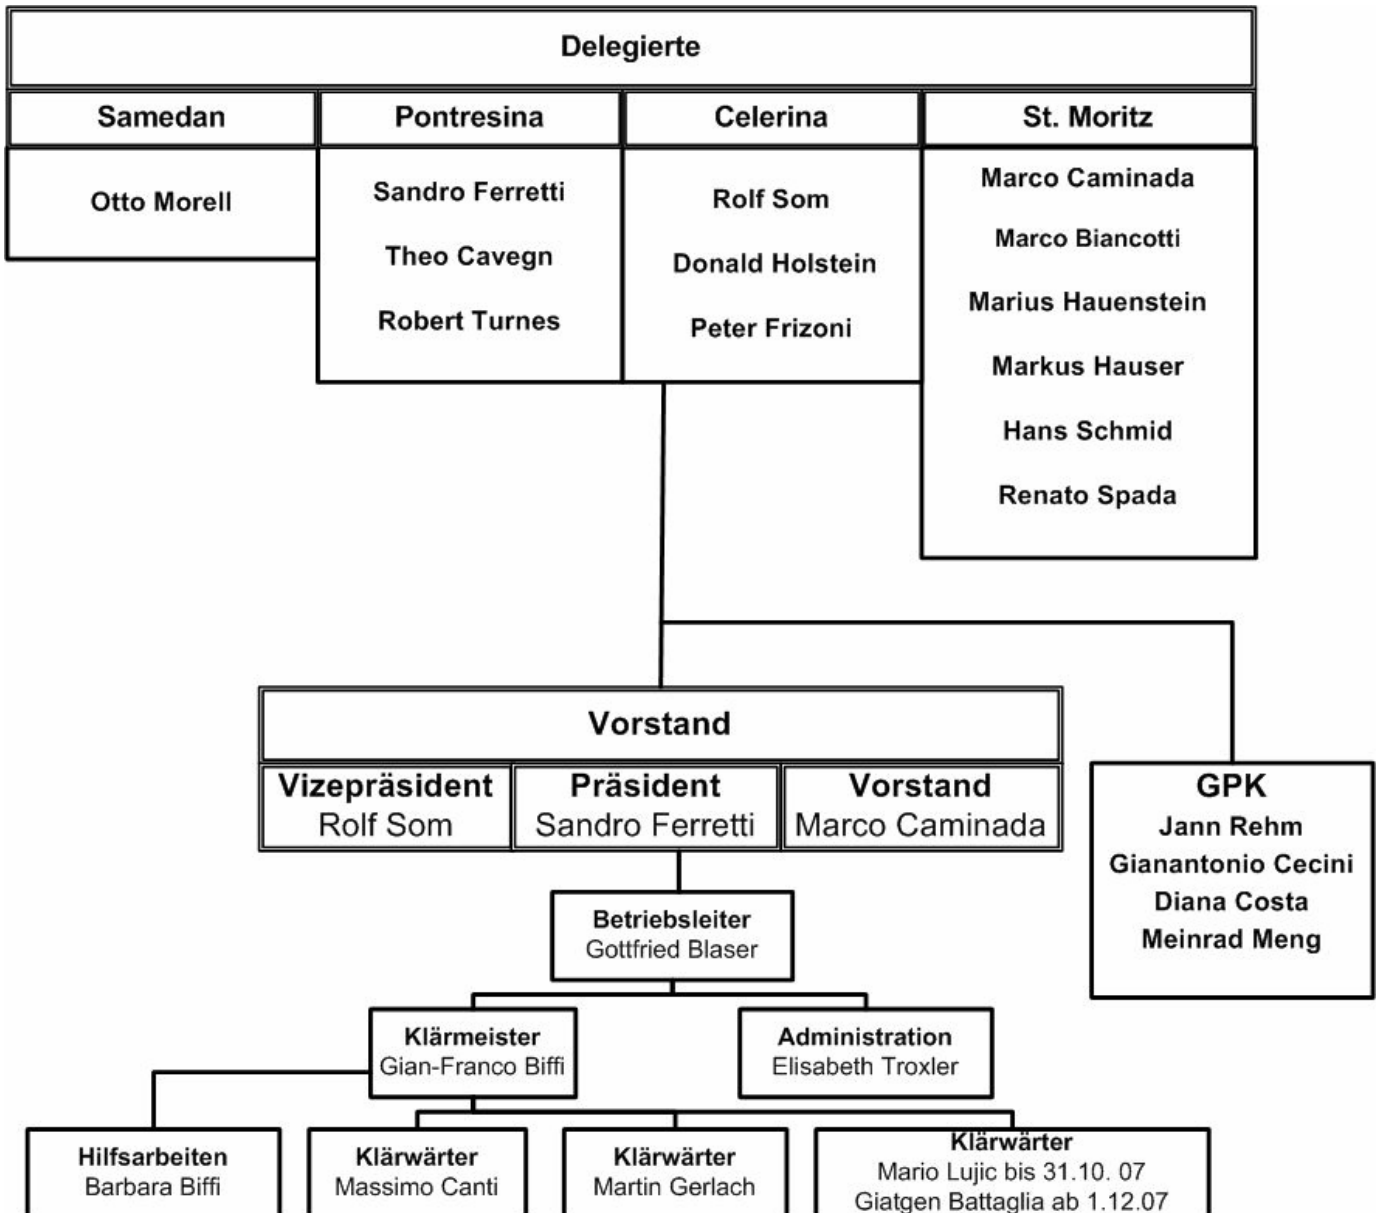 Delegierte
Samedan
Pontresina
Celerina
St. Moritz
Otto Morell
Sandro Ferretti
Theo Cavegn
Robert Turnes
Rolf Som
Donald Holstein
Peter Frizoni
Marco Caminada
Marco Biancotti
Marius Hauenstein
Markus Hauser
Hans Schmid
Renato Spada
Vorstand
Vizepräsident
Rolf Som
Präsident
Sandro Ferretti
Vorstand
Marco Caminada
GPK
Jann Rehm
Gianantonio Cecini
Diana Costa
Meinrad Meng
Betriebsleiter
Gottfried Blaser
Klärmeister
Gian-Franco Biffi
Administration
Elisabeth Troxler
Hilfsarbeiten
Barbara Biffi
Klärwärter
Massimo Canti
Klärwärter
Martin Gerlach
Klärwärter
Mario Lujic bis 31.10. 07
Giatgen Battaglia ab 1.12.07